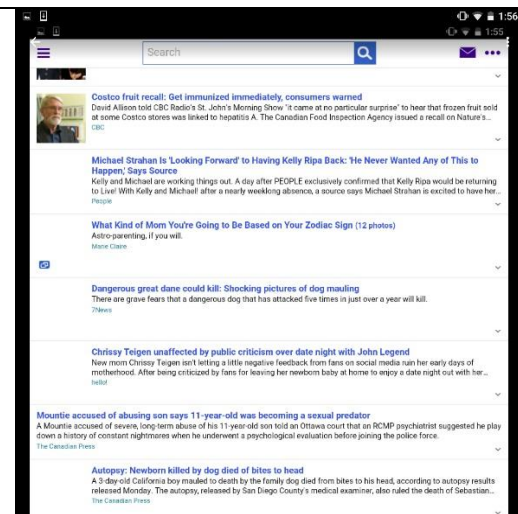 1:56
1:55
Search
Costco fruit recall: Get immunized immediately, consumers warned
David Allison told CBC Radio's St. John's Morning Show "it came at no particular surprise" to hear that frozen fruit sold
at some Costco stores was linked to hepatitis A. The Canadian Food Inspection Agency issued a recall on Nature's...
CBC
Michael Strahan Is 'Looking Forward' to Having Kelly Ripa Back: 'He Never Wanted Any of This to
Happen,' Says Source
Kelly and Michael are working things out. A day after PEOPLE exclusively confirmed that Kelly Ripa would be returning
to Live! With Kelly and Michael! after a nearly weeklong absence, a source says Michael Strahan is excited to have her...
People
What Kind of Mom You're Going to Be Based on Your Zodiac Sign (12 photos)
Astro-parenting, if you will.
Marie Claire
Dangerous great dane could kill: Shocking pictures of dog mauling
There are grave fears that a dangerous dog that has attacked five times in just over a year will kill.
7News
Chrissy Teigen unaffected by public criticism over date night with John Legend
New mom Chrissy Teigen isn't letting a little negative feedback from fans on social media ruin her early days of
motherhood. After being criticized by fans for leaving her newborn baby at home to enjoy a date night out with her...
hello!
Mountie accused of abusing son says 11-year-old was becoming a sexual predator
A Mountie accused of severe, long-term abuse of his 11-year-old son told an Ottawa court that an RCMP psychiatrist suggested he play
down a history of constant nightmares when he underwent a psychological evaluation before joining the police force.
The Canadian Press
Autopsy: Newborn killed by dog died of bites to head
A 3-day-old California boy mauled to death by the family dog died from bites to his head, according to autopsy results
released Monday. The autopsy, released by San Diego County's medical examiner, also ruled the death of Sebastian...
The Canadian Press